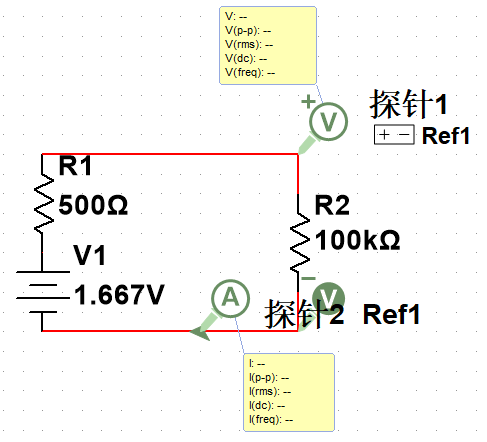 V: --
V(p-p): --
V(rms): --
V(dc): --
V(freq): --
+
V
探针1
+ −
Ref1
R1
500Ω
R2
100kΩ
V1
1.667V
−
A
V
探针2
Ref1
I: --
I(p-p): --
I(rms): --
I(dc): --
I(freq): --